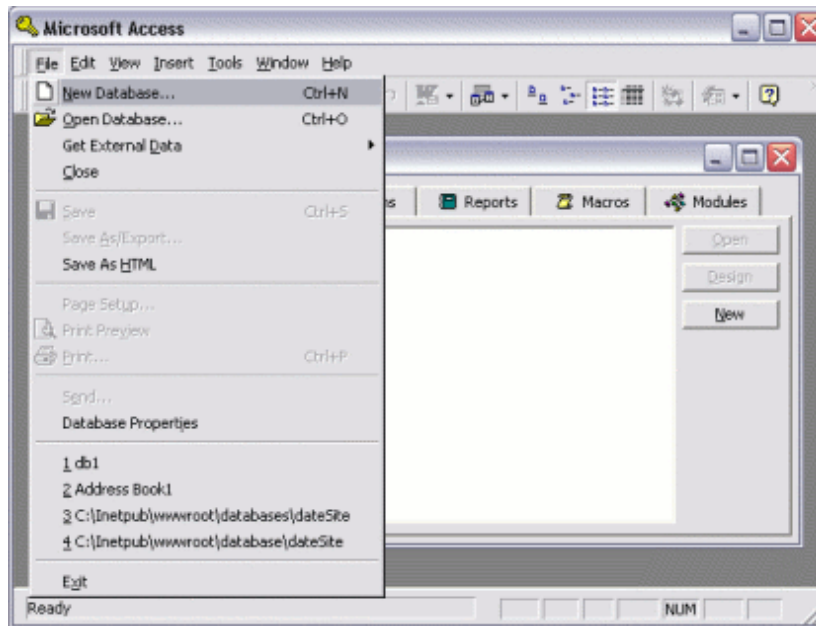 Microsoft Access
File Edit View Insert Tools Window Help
New Database... Ctrl+N
Open Database... Ctrl+O
Get External Data
Close
Save Ctrl+S
Save As/Export...
Save As HTML
Page Setup...
Print Preview
Print... Ctrl+P
Send...
Database Properties
1 db1
2 Address Book1
3 C:\Inetpub\wwwroot\databases\dateSite
4 C:\Inetpub\wwwroot\database\dateSite
Exit
Reports Macros Modules
Open
Design
New
Ready NUM